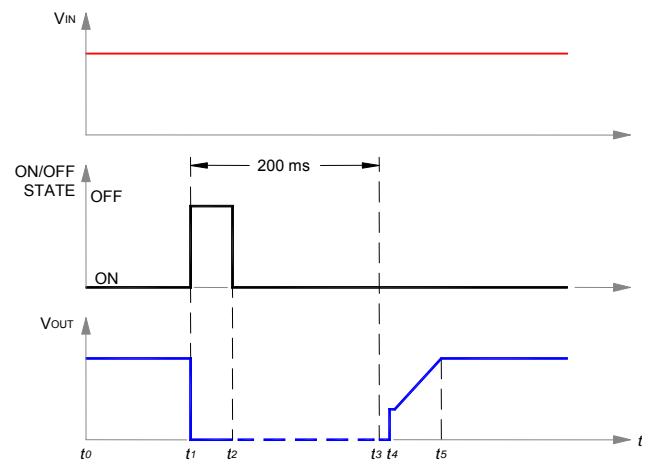 VIN
200 ms
ON/OFF
STATE
OFF
ON
VOUT
t
t0 t1 t2 t3 t4 t5